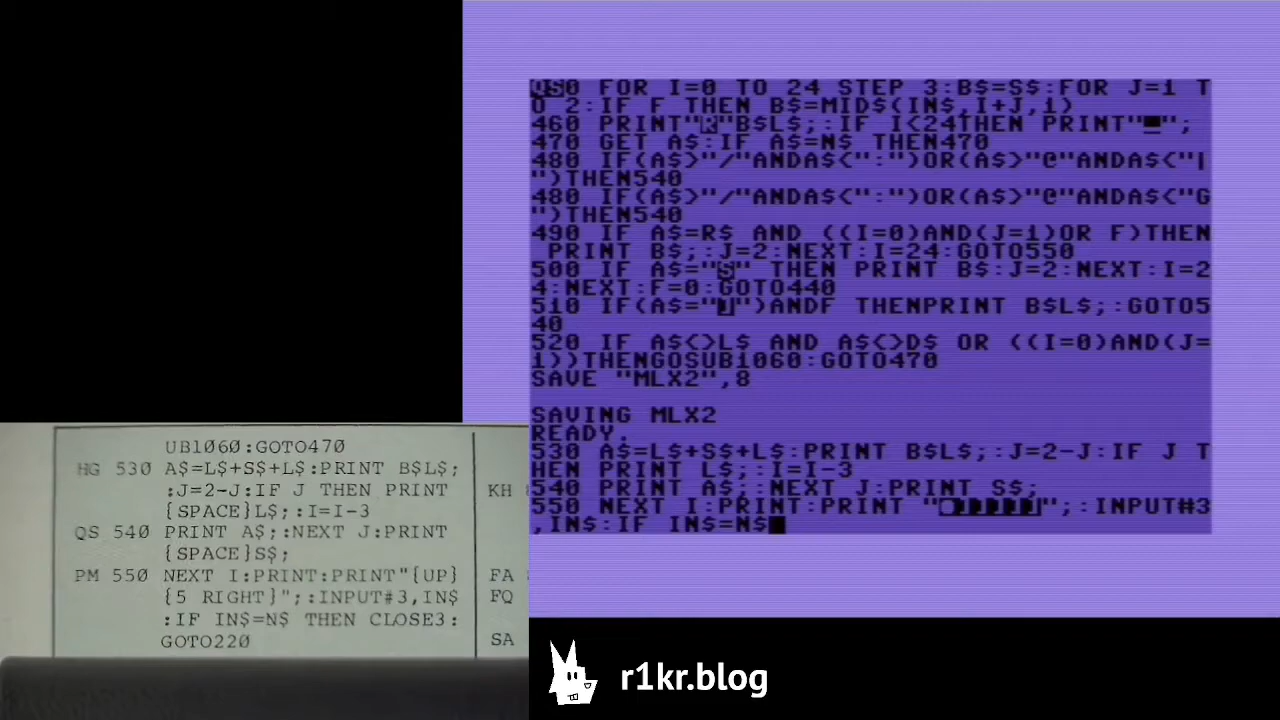 QS0 FOR I=0 TO 24 STEP 3:B$=S$:FOR J=1 T
O 2:IF F THEN B$=MID$(IN$,I+J,1)
460 PRINT"R"B$L$;:IF I<24THEN PRINT"";
470 GET A$:IF A$=N$ THEN470
480 IF(A$>"/"ANDA$<":")OR(A$>"@"ANDA$<"|
")THEN540
480 IF(A$>"/"ANDA$<":")OR(A$>"@"ANDA$<"G
")THEN540
490 IF A$=R$ AND ((I=0)AND(J=1)OR F)THEN
PRINT B$;:J=2:NEXT:I=24:GOTO550
500 IF A$="S" THEN PRINT B$:J=2:NEXT:I=2
4:NEXT:F=0:GOTO440
510 IF(A$="")ANDF THENPRINT B$L$;:GOTO5
40
520 IF A$<>L$ AND A$<>D$ OR ((I=0)AND(J=
1))THENGOSUB1060:GOTO470
SAVE "MLX2",8
SAVING MLX2
READY.
530 A$=L$+S$+L$:PRINT B$L$;:J=2-J:IF J T
HEN PRINT L$;:I=I-3
540 PRINT A$;:NEXT J:PRINT S$;
550 NEXT I:PRINT:PRINT "";:INPUT#3
,IN$:IF IN$=N$
UB1060:GOTO470
HG 530 A$=L$+S$+L$:PRINT B$L$;
:J=2-J:IF J THEN PRINT
{SPACE}L$;:I=I-3
QS 540 PRINT A$;:NEXT J:PRINT
{SPACE}S$;
PM 550 NEXT I:PRINT:PRINT"{UP}
{5 RIGHT}";:INPUT#3,IN$
:IF IN$=N$ THEN CLOSE3:
GOTO220
KH
FA
FQ
SA
r1kr.blog